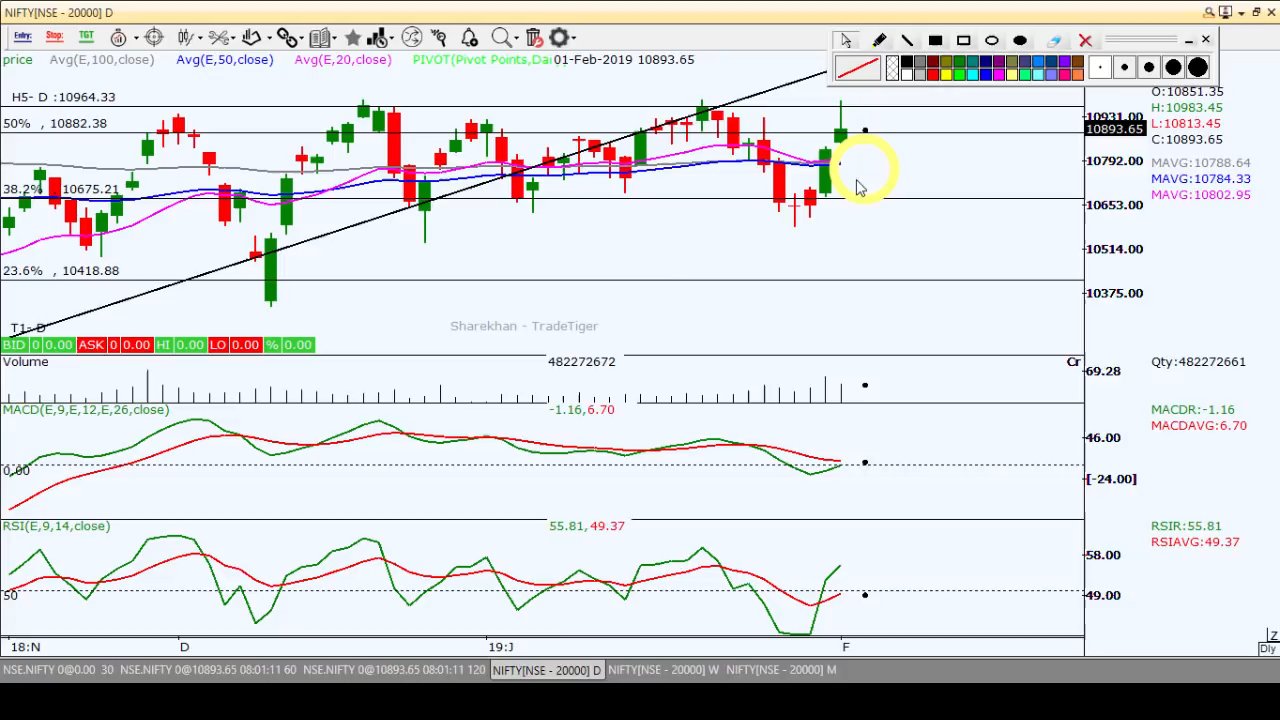 NIFTY[NSE - 20000] D
Entry: Stop: TGT
price Avg(E,100,close) Avg(E,50,close) Avg(E,20,close) PIVOT(Pivot Points,Dai 01-Feb-2019 10893.65
H5- D :10964.33
50% , 10882.38
38.2% , 10675.21
23.6% , 10418.88
T1- D
Sharekhan - TradeTiger
BID 0 0.00 ASK 0 0.00 HI 0.00 LO 0.00 % 0.00
10931.00
10893.65
10792.00
10653.00
10514.00
10375.00
O:10851.35
H:10983.45
L:10813.45
C:10893.65
MAVG:10788.64
MAVG:10784.33
MAVG:10802.95
Volume 482272672 Cr 69.28 Qty:482272661
MACD(E,9,E,12,E,26,close) -1.16,6.70 MACDR:-1.16
MACDAVG:6.70
46.00
0.00
[-24.00]
RSI(E,9,14,close) 55.81,49.37 RSIR:55.81
RSIAVG:49.37
58.00
50 49.00
18:N D 19:J F Z
Dly
NSE.NIFTY 0@0.00 30 NSE.NIFTY 0@10893.65 08:01:11 60 NSE.NIFTY 0@10893.65 08:01:11 120 NIFTY[NSE - 20000] D NIFTY[NSE - 20000] W NIFTY[NSE - 20000] M